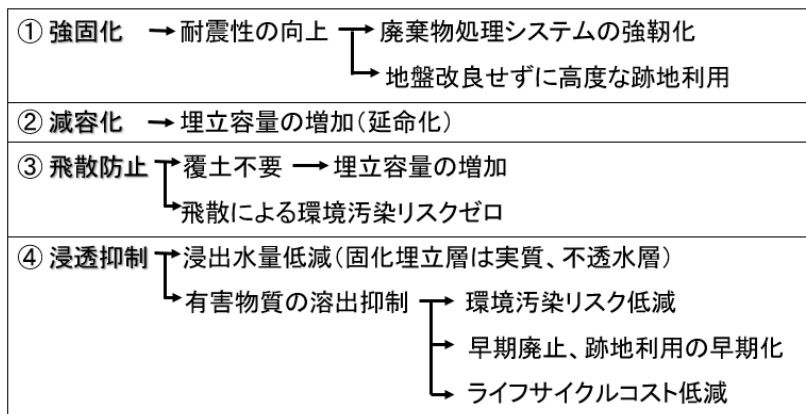 ① 強固化 → 耐震性の向上 → 廃棄物処理システムの強靭化
→ 地盤改良せずに高度な跡地利用
② 減容化 → 埋立容量の増加(延命化)
③ 飛散防止 → 覆土不要 → 埋立容量の増加
→ 飛散による環境汚染リスクゼロ
④ 浸透抑制 → 浸出水量低減(固化埋立層は実質、不透水層)
→ 有害物質の溶出抑制 → 環境汚染リスク低減
→ 早期廃止、跡地利用の早期化
→ ライフサイクルコスト低減